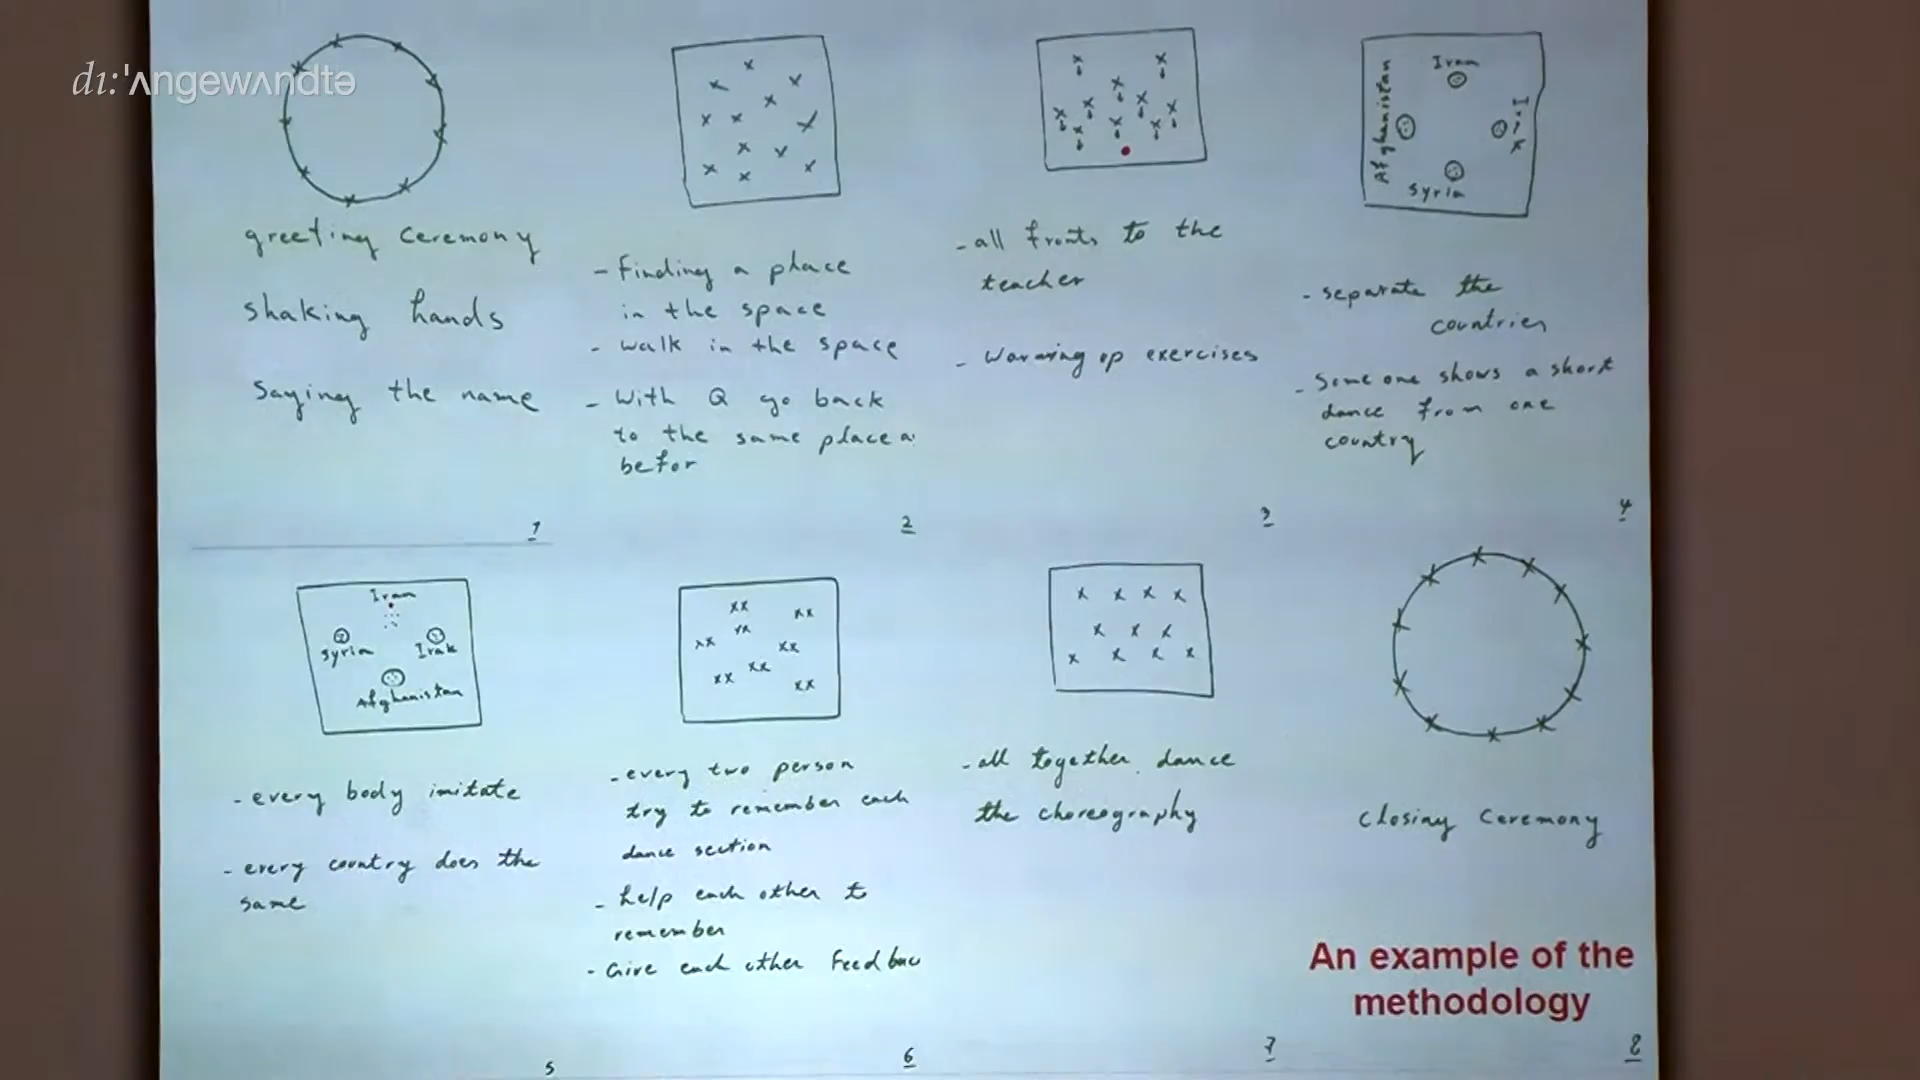 dı:'ʌngewʌndtə
greeting ceremony
shaking hands
saying the name
1
- Finding a place
in the space
- walk in the space
- With Q go back
to the same place a
befor
2
- all fronts to the
teacher
- Warming up exercises
3
Iran
Afghanistan
Irak
Syria
- separate the
countries
- Some one shows a short
dance from one
country
4
Iran
Syria
Irak
Afghanistan
- every body imitate
- every country does the
same
5
- every two person
try to remember each
dance section
- help each other to
remember
- Give each other Feedbac
6
- all together dance
the choreography
7
closing ceremony
An example of the
methodology
8